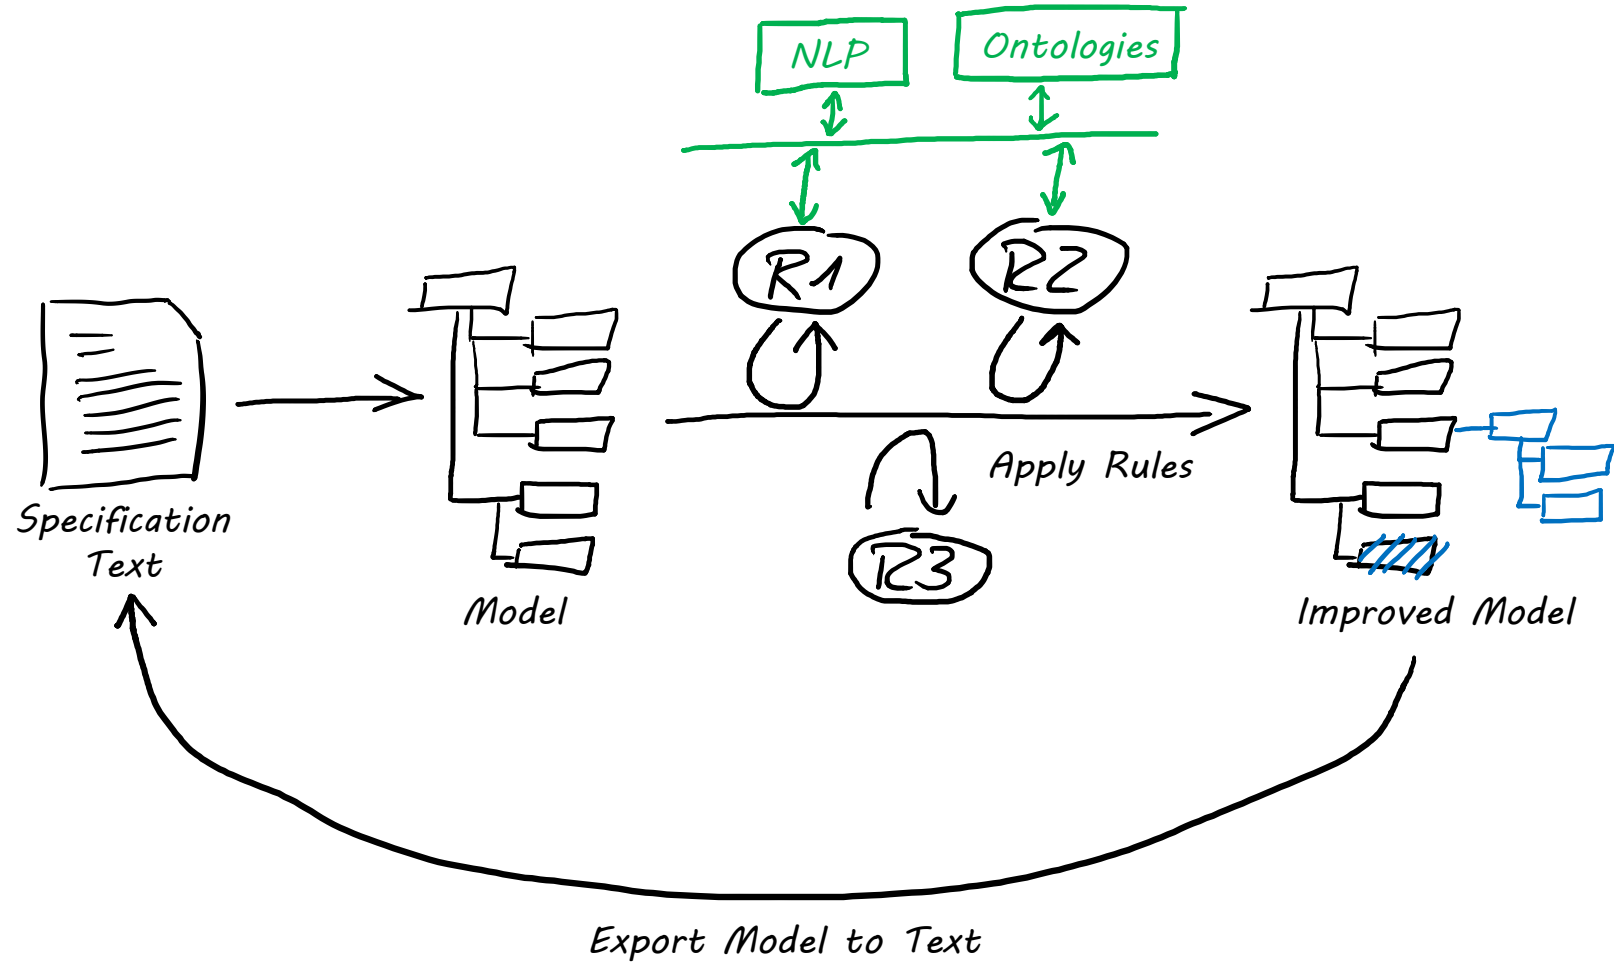 NLP
Ontologies
R1
R2
Apply Rules
R3
Specification
Text
Model
Improved Model
Export Model to Text